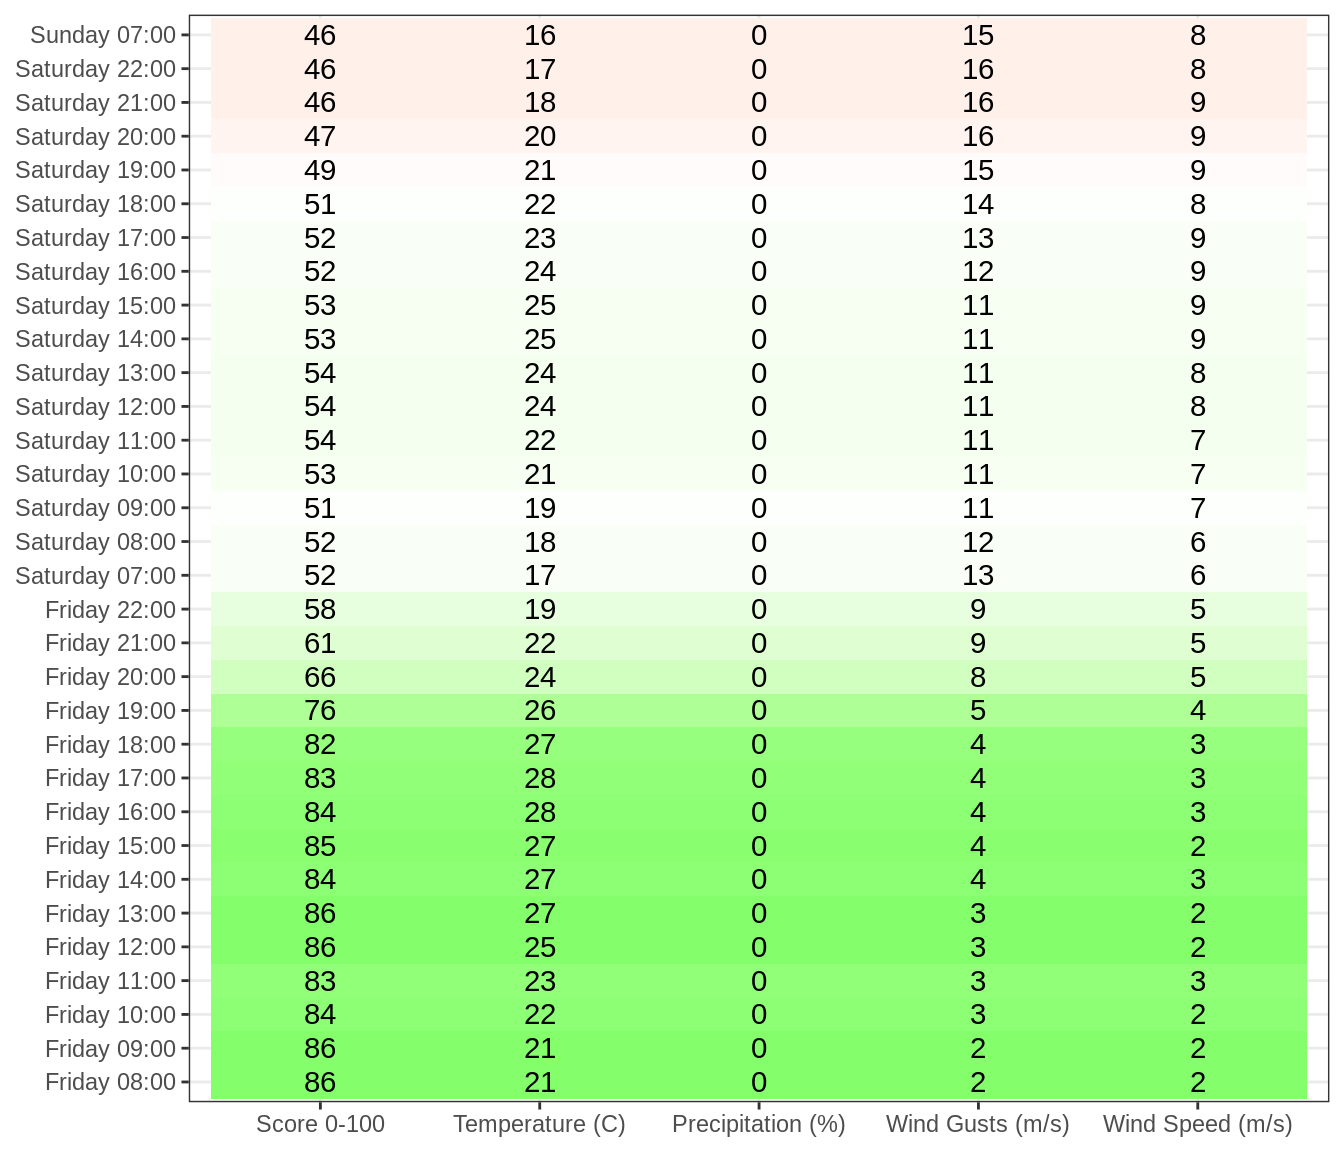 Sunday 07:00 46 16 0 15 8
Saturday 22:00 46 17 0 16 8
Saturday 21:00 46 18 0 16 9
Saturday 20:00 47 20 0 16 9
Saturday 19:00 49 21 0 15 9
Saturday 18:00 51 22 0 14 8
Saturday 17:00 52 23 0 13 9
Saturday 16:00 52 24 0 12 9
Saturday 15:00 53 25 0 11 9
Saturday 14:00 53 25 0 11 9
Saturday 13:00 54 24 0 11 8
Saturday 12:00 54 24 0 11 8
Saturday 11:00 54 22 0 11 7
Saturday 10:00 53 21 0 11 7
Saturday 09:00 51 19 0 11 7
Saturday 08:00 52 18 0 12 6
Saturday 07:00 52 17 0 13 6
Friday 22:00 58 19 0 9 5
Friday 21:00 61 22 0 9 5
Friday 20:00 66 24 0 8 5
Friday 19:00 76 26 0 5 4
Friday 18:00 82 27 0 4 3
Friday 17:00 83 28 0 4 3
Friday 16:00 84 28 0 4 3
Friday 15:00 85 27 0 4 2
Friday 14:00 84 27 0 4 3
Friday 13:00 86 27 0 3 2
Friday 12:00 86 25 0 3 2
Friday 11:00 83 23 0 3 3
Friday 10:00 84 22 0 3 2
Friday 09:00 86 21 0 2 2
Friday 08:00 86 21 0 2 2
Score 0-100 Temperature (C) Precipitation (%) Wind Gusts (m/s) Wind Speed (m/s)